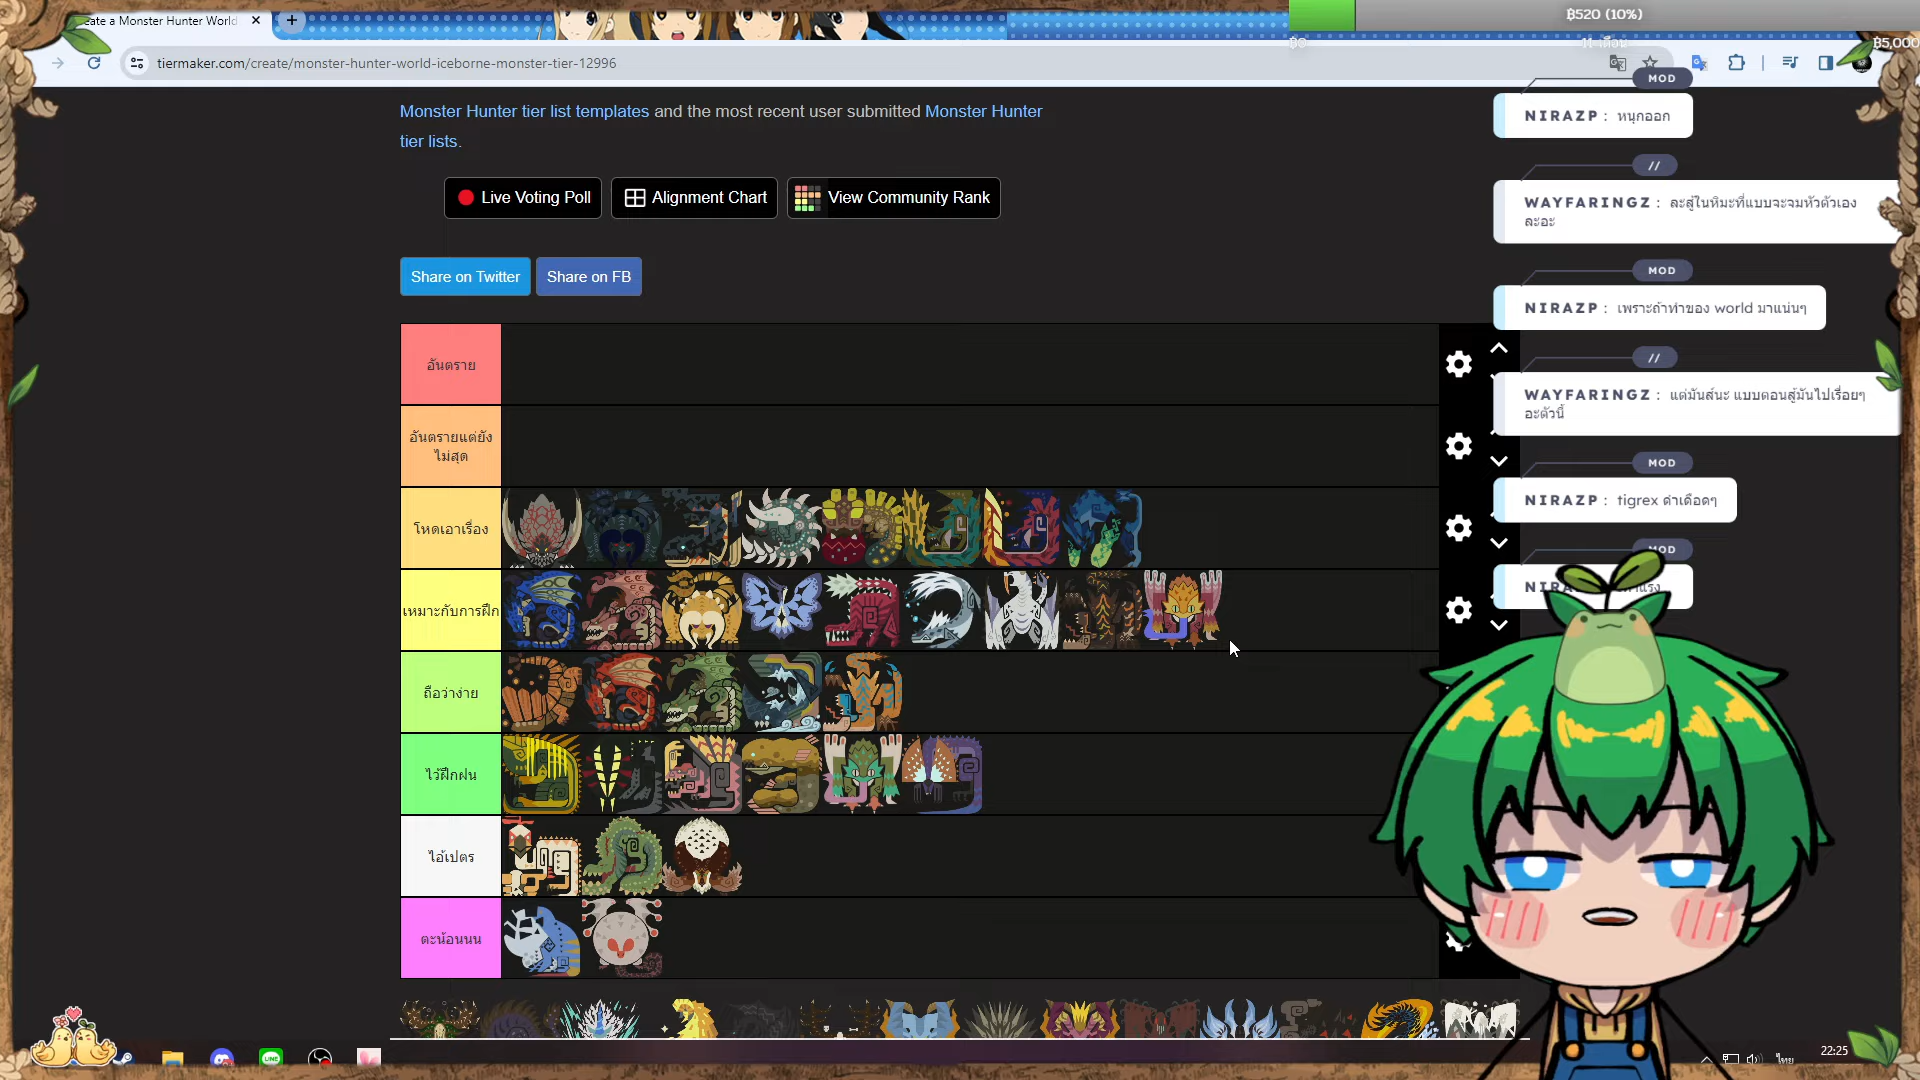 eate a Monster Hunter World
฿520 (10%)
฿0
11 เดือน
฿5,000
tiermaker.com/create/monster-hunter-world-iceborne-monster-tier-12996
Monster Hunter tier list templates and the most recent user submitted Monster Hunter
tier lists.
Live Voting Poll
Alignment Chart
View Community Rank
Share on Twitter
Share on FB
อันตราย
อันตรายแต่ยัง
ไม่สุด
โหดเอาเรื่อง
เหมาะกับการฝึก
ถือว่าง่าย
ไว้ฝึกฝน
ไอ้เปตร
ตะน้อนนน
MOD
NIRAZP : หนุกออก
//
WAYFARINGZ : ละสู้ในหิมะที่แบบจะจมหัวตัวเอง
ละอะ
MOD
NIRAZP : เพราะถ้าทำของ world มาแน่นๆ
//
WAYFARINGZ : แต่มันส์นะ แบบตอนสู้มันไปเรื่อยๆ
อะตัวนี้
MOD
NIRAZP : tigrex ดำเดือดๆ
MOD
LINE
22:25
ไทย